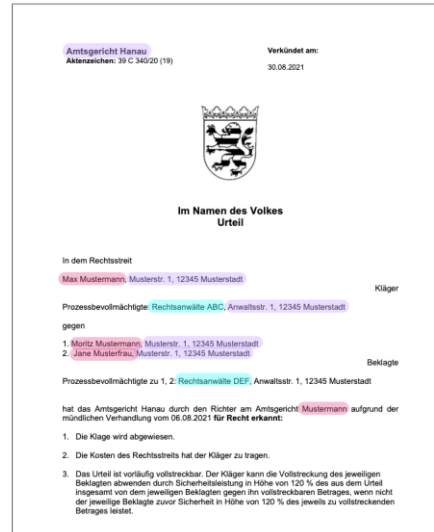 Amtsgericht Hanau
Aktenzeichen: 39 C 340/20 (19)
Verkündet am:
30.08.2021
Im Namen des Volkes
Urteil
In dem Rechtsstreit
Max Mustermann, Musterstr. 1, 12345 Musterstadt
Kläger
Prozessbevollmächtigte: Rechtsanwälte ABC, Anwaltsstr. 1, 12345 Musterstadt
gegen
1. Moritz Mustermann, Musterstr. 1, 12345 Musterstadt
2. Jane Musterfrau, Musterstr. 1, 12345 Musterstadt
Beklagte
Prozessbevollmächtigte zu 1, 2: Rechtsanwälte DEF, Anwaltsstr. 1, 12345 Musterstadt
hat das Amtsgericht Hanau durch den Richter am Amtsgericht Mustermann aufgrund der
mündlichen Verhandlung vom 06.08.2021 für Recht erkannt:
1. Die Klage wird abgewiesen.
2. Die Kosten des Rechtsstreits hat der Kläger zu tragen.
3. Das Urteil ist vorläufig vollstreckbar. Der Kläger kann die Vollstreckung des jeweiligen
Beklagten abwenden durch Sicherheitsleistung in Höhe von 120 % des aus dem Urteil
insgesamt von dem jeweiligen Beklagten gegen ihn vollstreckbaren Betrages, wenn nicht
der jeweilige Beklagte zuvor Sicherheit in Höhe von 120 % des jeweils zu vollstreckenden
Betrages leistet.